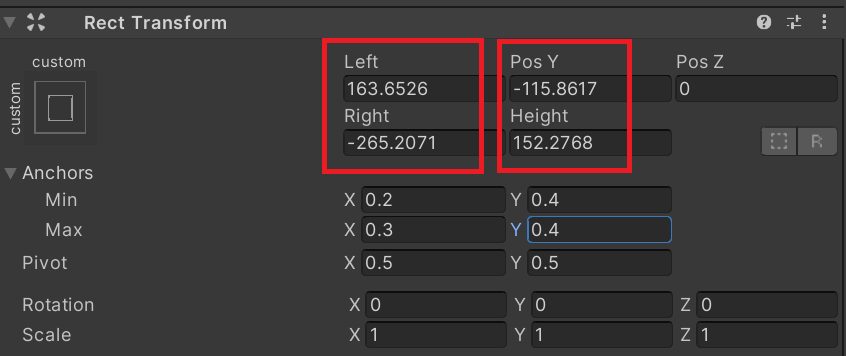 Rect Transform
custom
custom
Left Pos Y Pos Z
163.6526 -115.8617 0
Right Height
-265.2071 152.2768 R
Anchors
Min X 0.2 Y 0.4
Max X 0.3 Y 0.4
Pivot X 0.5 Y 0.5
Rotation X 0 Y 0 Z 0
Scale X 1 Y 1 Z 1